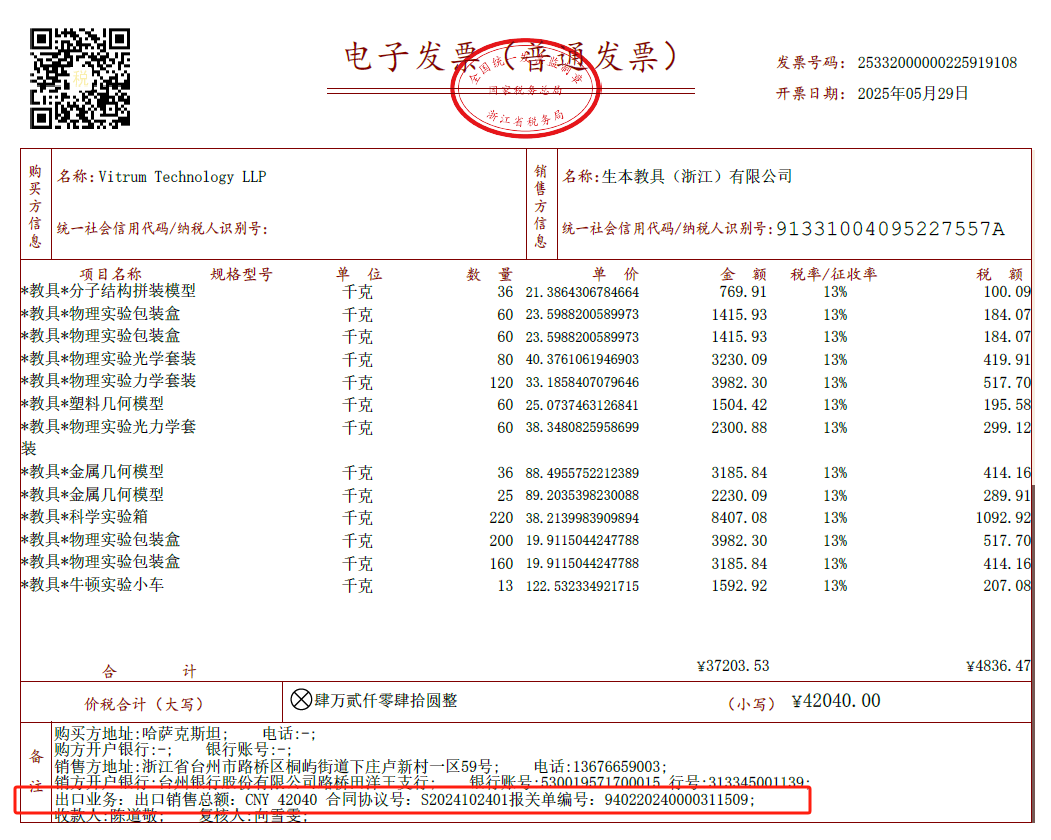 电子发票（普通发票）
全国统一发票监制章
国家税务总局
浙江省税务局
发票号码： 25332000000225919108
开票日期： 2025年05月29日
税
购买方信息
名称:Vitrum Technology LLP
统一社会信用代码/纳税人识别号:
销售方信息
名称:生本教具（浙江）有限公司
统一社会信用代码/纳税人识别号:91331004095227557A
项目名称 规格型号 单 位 数 量 单 价 金 额 税率/征收率 税 额
*教具*分子结构拼装模型 千克 36 21.3864306784664 769.91 13% 100.09
*教具*物理实验包装盒 千克 60 23.5988200589973 1415.93 13% 184.07
*教具*物理实验包装盒 千克 60 23.5988200589973 1415.93 13% 184.07
*教具*物理实验光学套装 千克 80 40.3761061946903 3230.09 13% 419.91
*教具*物理实验力学套装 千克 120 33.1858407079646 3982.30 13% 517.70
*教具*塑料几何模型 千克 60 25.0737463126841 1504.42 13% 195.58
*教具*物理实验光力学套 千克 60 38.3480825958699 2300.88 13% 299.12
装
*教具*金属几何模型 千克 36 88.4955752212389 3185.84 13% 414.16
*教具*金属几何模型 千克 25 89.2035398230088 2230.09 13% 289.91
*教具*科学实验箱 千克 220 38.2139983909894 8407.08 13% 1092.92
*教具*物理实验包装盒 千克 200 19.9115044247788 3982.30 13% 517.70
*教具*物理实验包装盒 千克 160 19.9115044247788 3185.84 13% 414.16
*教具*牛顿实验小车 千克 13 122.532334921715 1592.92 13% 207.08
合 计 ¥37203.53 ¥4836.47
价税合计（大写） 肆万贰仟零肆拾圆整 （小写） ¥42040.00
备注
购买方地址:哈萨克斯坦; 电话:-;
购方开户银行:-; 银行账号:-;
销售方地址:浙江省台州市路桥区桐屿街道下庄卢新村一区59号; 电话:13676659003;
销方开户银行:台州银行股份有限公司路桥田洋王支行; 银行账号:530019571700015 行号:313345001139;
出口业务: 出口销售总额: CNY 42040 合同协议号: S2024102401报关单编号: 940220240000311509;
收款人:陈道敬; 复核人:向雪雯;